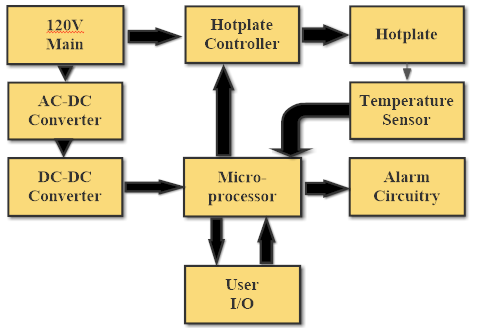 120V
Main
Hotplate
Controller
Hotplate
AC-DC
Converter
Temperature
Sensor
DC-DC
Converter
Micro-
processor
Alarm
Circuitry
User
I/O